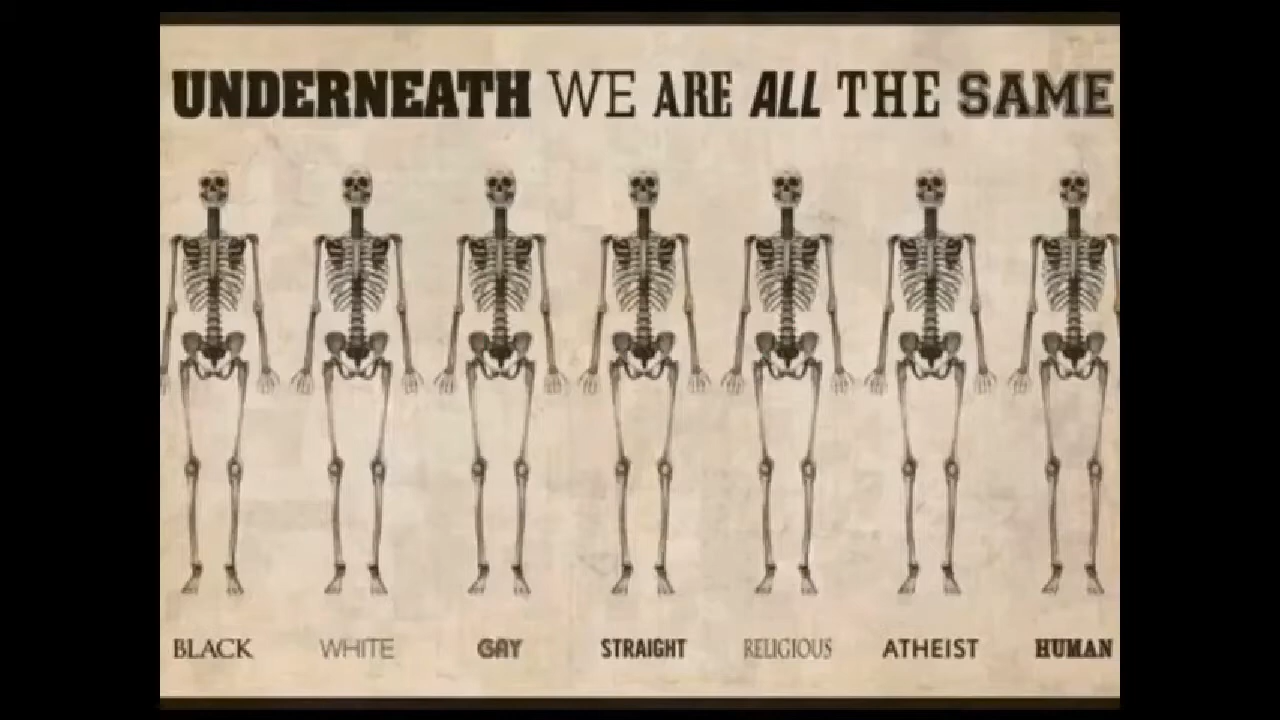 UNDERNEATH WE ARE ALL THE SAME
BLACK WHITE GAY STRAIGHT RELIGIOUS ATHEIST HUMAN